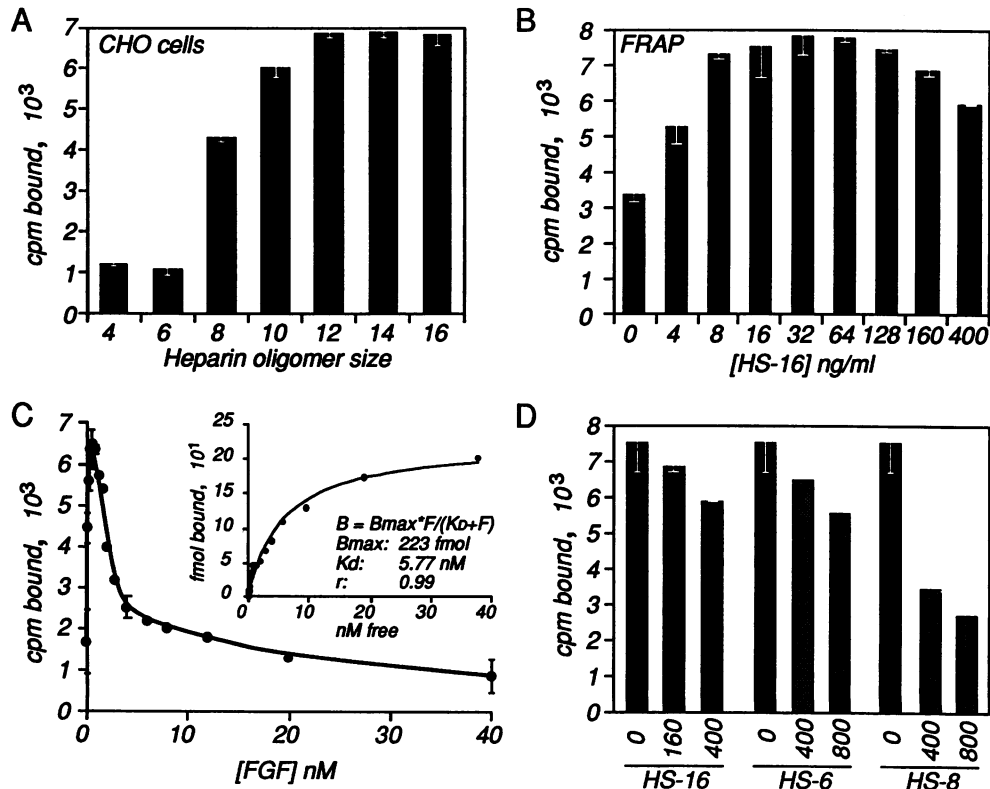 A
CHO cells
cpm bound, 10³
7
6
5
4
3
2
1
0
4 6 8 10 12 14 16
Heparin oligomer size
B
FRAP
cpm bound, 10³
8
7
6
5
4
3
2
1
0
0 4 8 16 32 64 128 160 400
[HS-16] ng/ml
C
cpm bound, 10³
7
6
5
4
3
2
1
0
0 10 20 30 40
[FGF] nM
fmol bound, 10¹
25
20
15
10
5
0
B = Bmax*F/(KD+F)
Bmax: 223 fmol
Kd: 5.77 nM
r: 0.99
0 10 20 30 40
nM free
D
cpm bound, 10³
8
7
6
5
4
3
2
1
0
0 160 400 0 400 800 0 400 800
HS-16 HS-6 HS-8